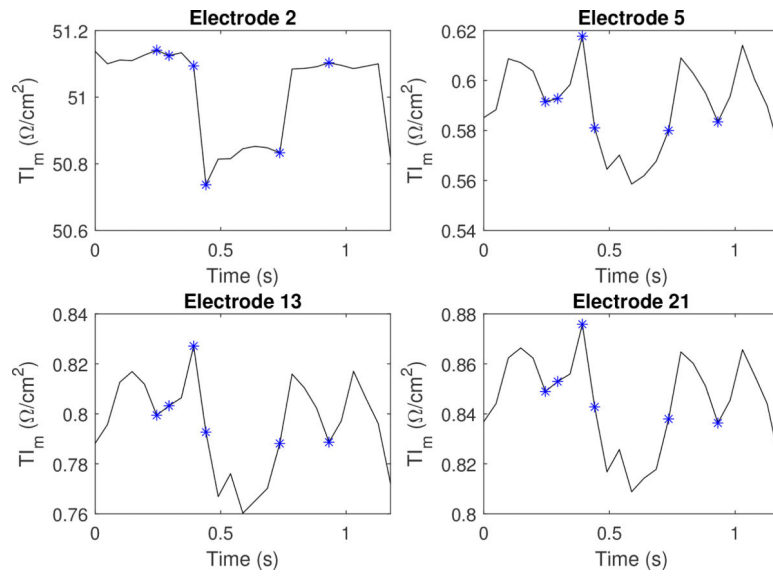 Electrode 2
51.2
51
50.8
50.6
TI_m (Ω/cm²)
0
0.5
1
Time (s)
Electrode 5
0.62
0.6
0.58
0.56
0.54
TI_m (Ω/cm²)
0
0.5
1
Time (s)
Electrode 13
0.84
0.82
0.8
0.78
0.76
TI_m (Ω/cm²)
0
0.5
1
Time (s)
Electrode 21
0.88
0.86
0.84
0.82
0.8
TI_m (Ω/cm²)
0
0.5
1
Time (s)